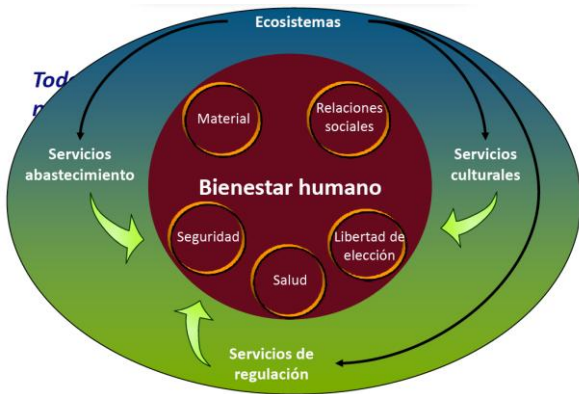 Ecosistemas
Material
Relaciones
sociales
Servicios
abastecimiento
Bienestar humano
Servicios
culturales
Seguridad
Libertad de
elección
Salud
Servicios de
regulación